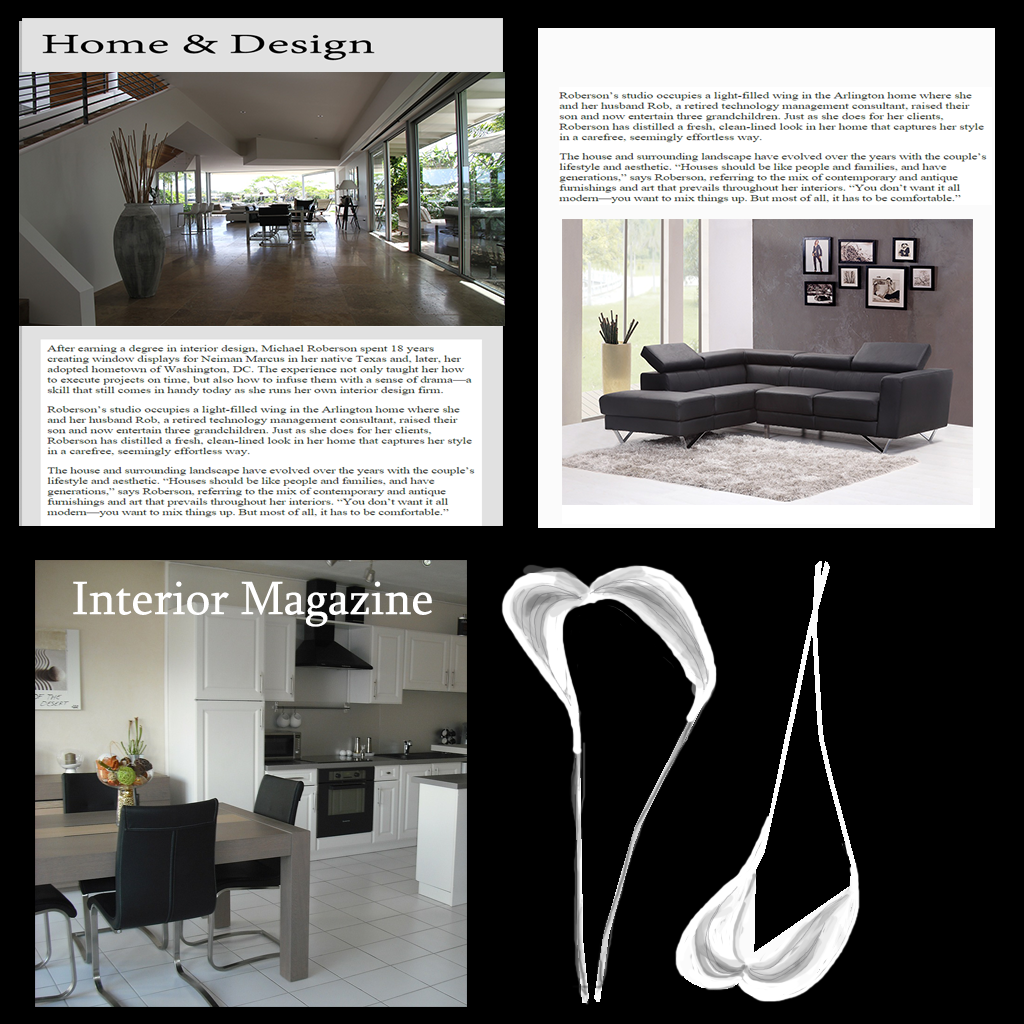 Home & Design
After earning a degree in interior design, Michael Roberson spent 18 years
creating window displays for Neiman Marcus in her native Texas and, later, her
adopted hometown of Washington, DC. The experience not only taught her how
to execute projects on time, but also how to infuse them with a sense of drama—a
skill that still comes in handy today as she runs her own interior design firm.
Roberson’s studio occupies a light-filled wing in the Arlington home where she
and her husband Rob, a retired technology management consultant, raised their
son and now entertain three grandchildren. Just as she does for her clients,
Roberson has distilled a fresh, clean-lined look in her home that captures her style
in a carefree, seemingly effortless way.
The house and surrounding landscape have evolved over the years with the couple’s
lifestyle and aesthetic. “Houses should be like people and families, and have
generations,” says Roberson, referring to the mix of contemporary and antique
furnishings and art that prevails throughout her interiors. “You don’t want it all
modern—you want to mix things up. But most of all, it has to be comfortable.”
Roberson’s studio occupies a light-filled wing in the Arlington home where she
and her husband Rob, a retired technology management consultant, raised their
son and now entertain three grandchildren. Just as she does for her clients,
Roberson has distilled a fresh, clean-lined look in her home that captures her style
in a carefree, seemingly effortless way.
The house and surrounding landscape have evolved over the years with the couple’s
lifestyle and aesthetic. “Houses should be like people and families, and have
generations,” says Roberson, referring to the mix of contemporary and antique
furnishings and art that prevails throughout her interiors. “You don’t want it all
modern—you want to mix things up. But most of all, it has to be comfortable.”
Interior Magazine
OF THE
DESERT